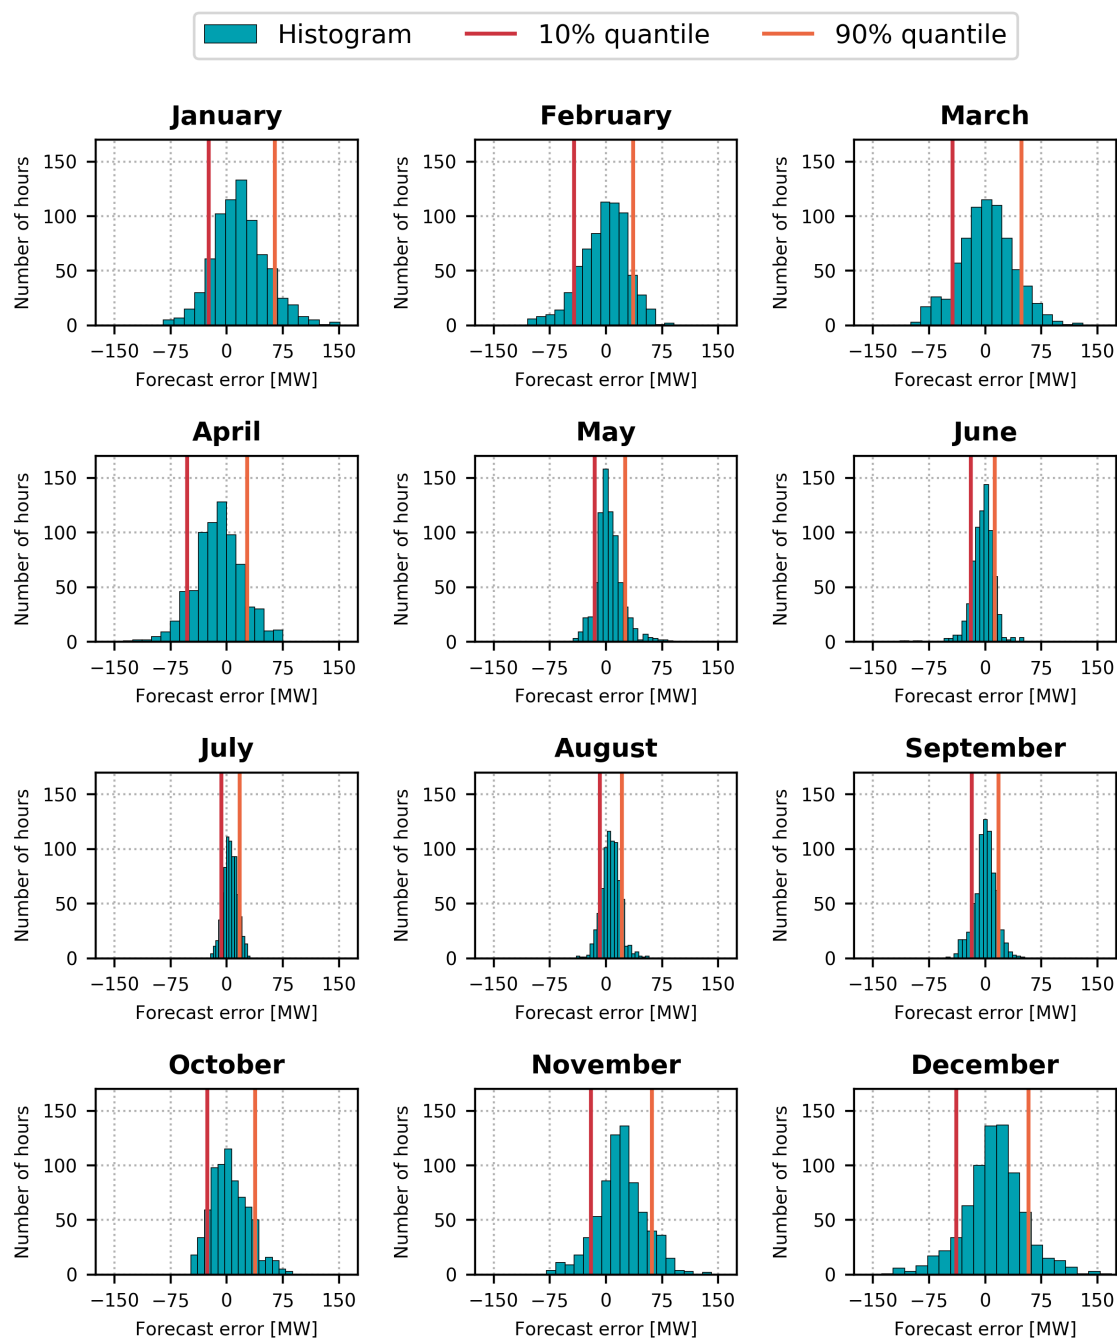 Histogram 10% quantile 90% quantile
January February March
Number of hours Number of hours Number of hours
150 150 150
100 100 100
50 50 50
0 0 0
−150 −75 0 75 150 −150 −75 0 75 150 −150 −75 0 75 150
Forecast error [MW] Forecast error [MW] Forecast error [MW]
April May June
Number of hours Number of hours Number of hours
150 150 150
100 100 100
50 50 50
0 0 0
−150 −75 0 75 150 −150 −75 0 75 150 −150 −75 0 75 150
Forecast error [MW] Forecast error [MW] Forecast error [MW]
July August September
Number of hours Number of hours Number of hours
150 150 150
100 100 100
50 50 50
0 0 0
−150 −75 0 75 150 −150 −75 0 75 150 −150 −75 0 75 150
Forecast error [MW] Forecast error [MW] Forecast error [MW]
October November December
Number of hours Number of hours Number of hours
150 150 150
100 100 100
50 50 50
0 0 0
−150 −75 0 75 150 −150 −75 0 75 150 −150 −75 0 75 150
Forecast error [MW] Forecast error [MW] Forecast error [MW]